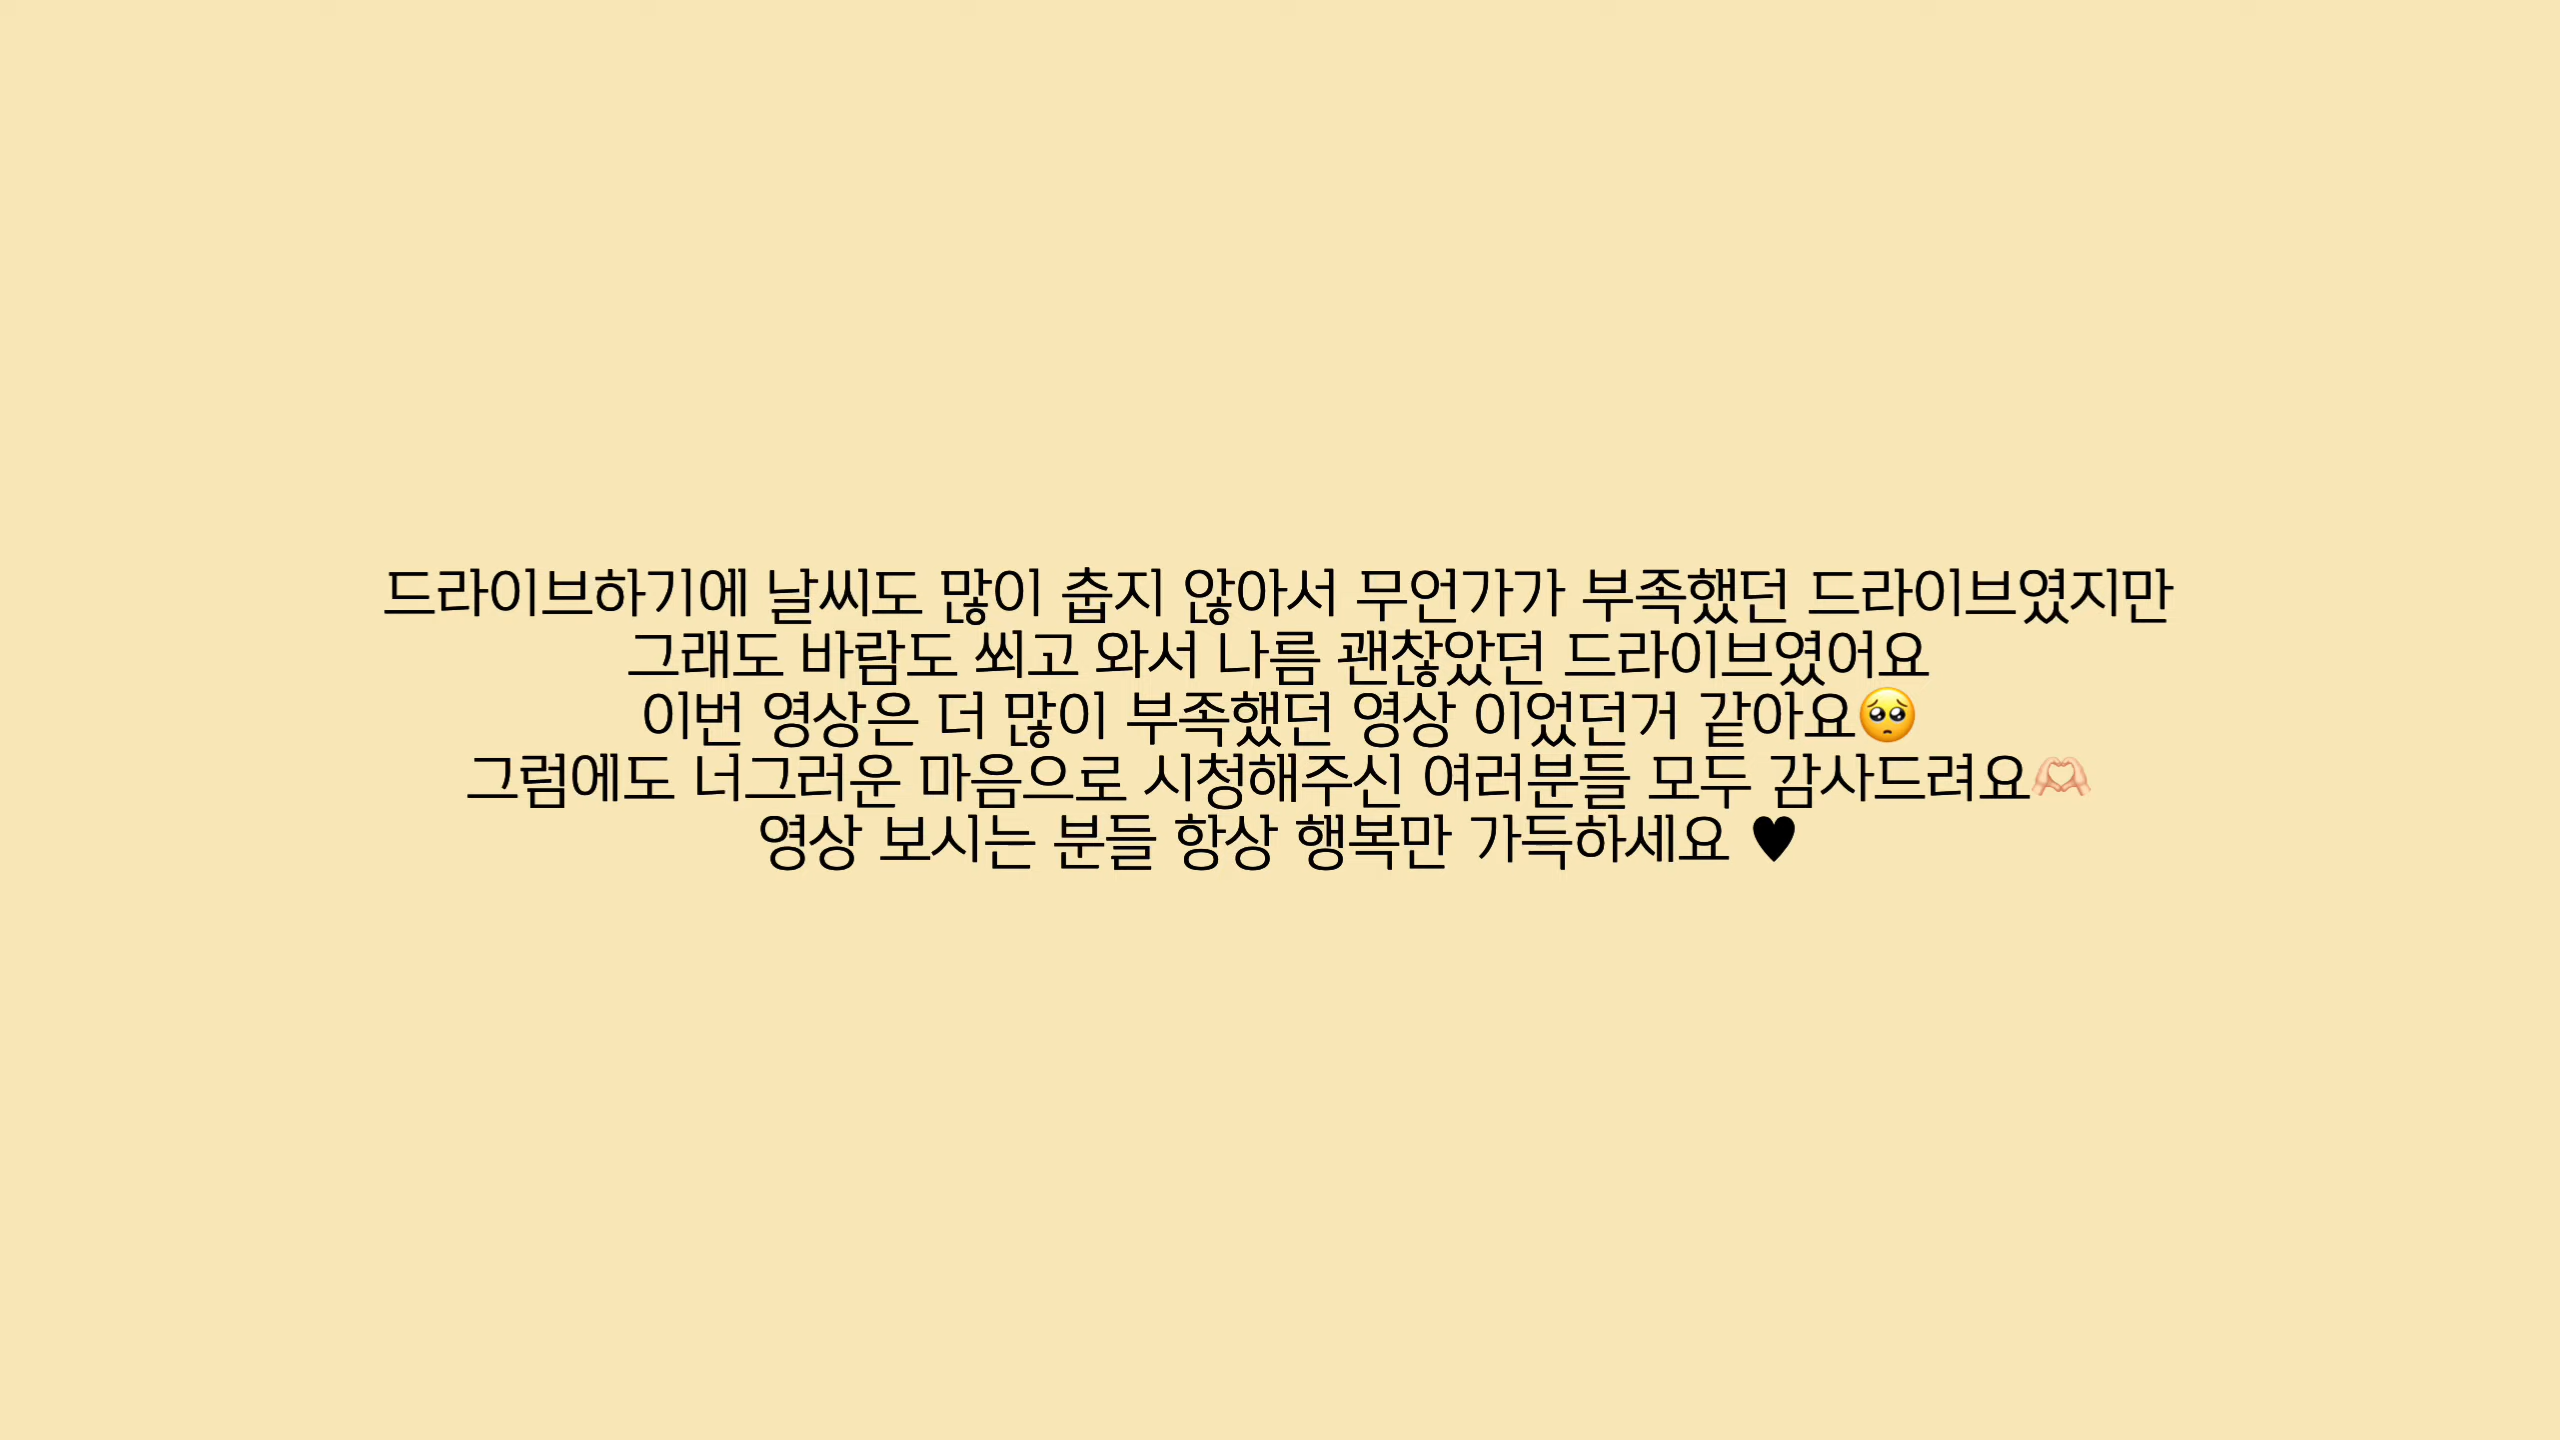 드라이브하기에 날씨도 많이 춥지 않아서 무언가가 부족했던 드라이브였지만
그래도 바람도 쐬고 와서 나름 괜찮았던 드라이브였어요
이번 영상은 더 많이 부족했던 영상 이었던거 같아요🥺
그럼에도 너그러운 마음으로 시청해주신 여러분들 모두 감사드려요🫶🏻
영상 보시는 분들 항상 행복만 가득하세요 ♥